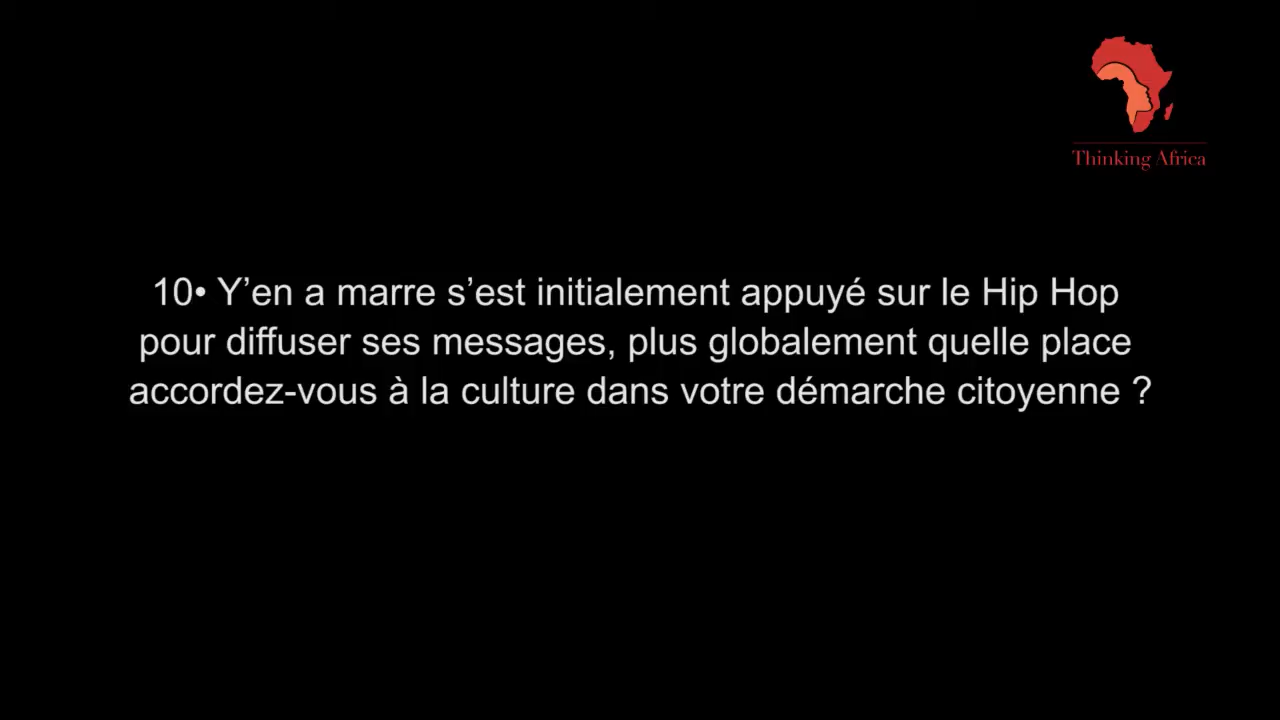 Thinking Africa
10• Y’en a marre s’est initialement appuyé sur le Hip Hop
pour diffuser ses messages, plus globalement quelle place
accordez-vous à la culture dans votre démarche citoyenne ?